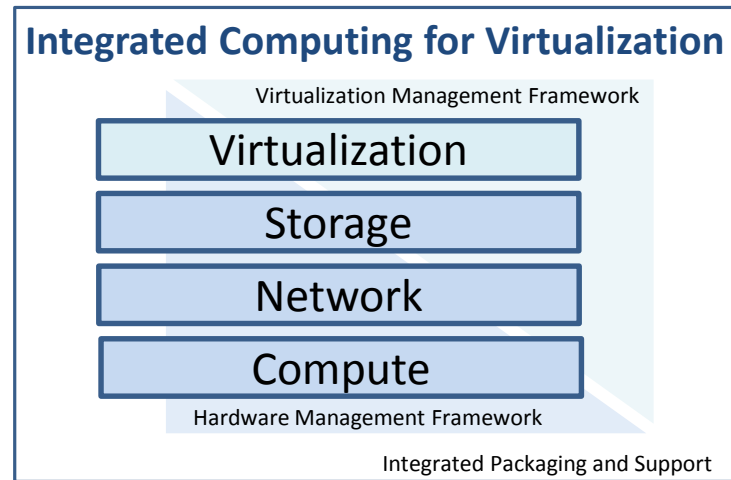 Integrated Computing for Virtualization
Virtualization Management Framework
Virtualization
Storage
Network
Compute
Hardware Management Framework
Integrated Packaging and Support